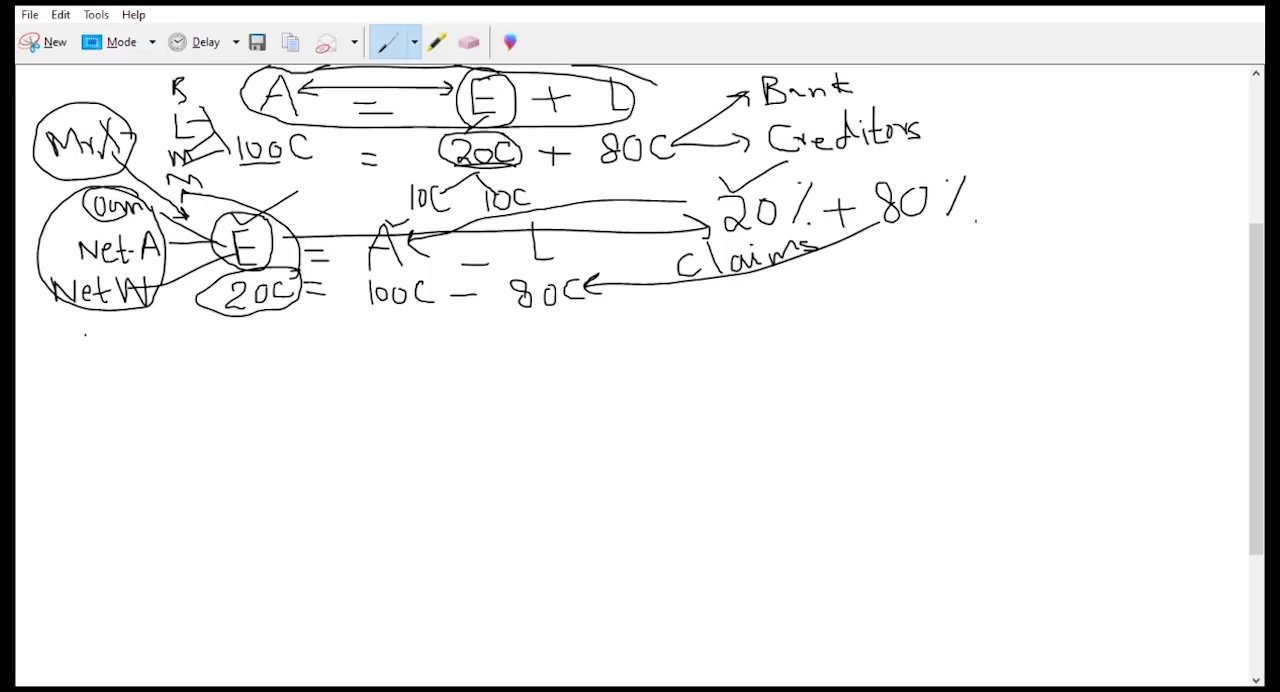 File Edit Tools Help
New Mode Delay
B
A = E + L
Bank
Mr X
L
m
100C = 20C + 80C
Creditors
m
10C 10C
20% + 80%
Own
Net-A
E = A - L
claims
Net W
20C = 100C - 80C